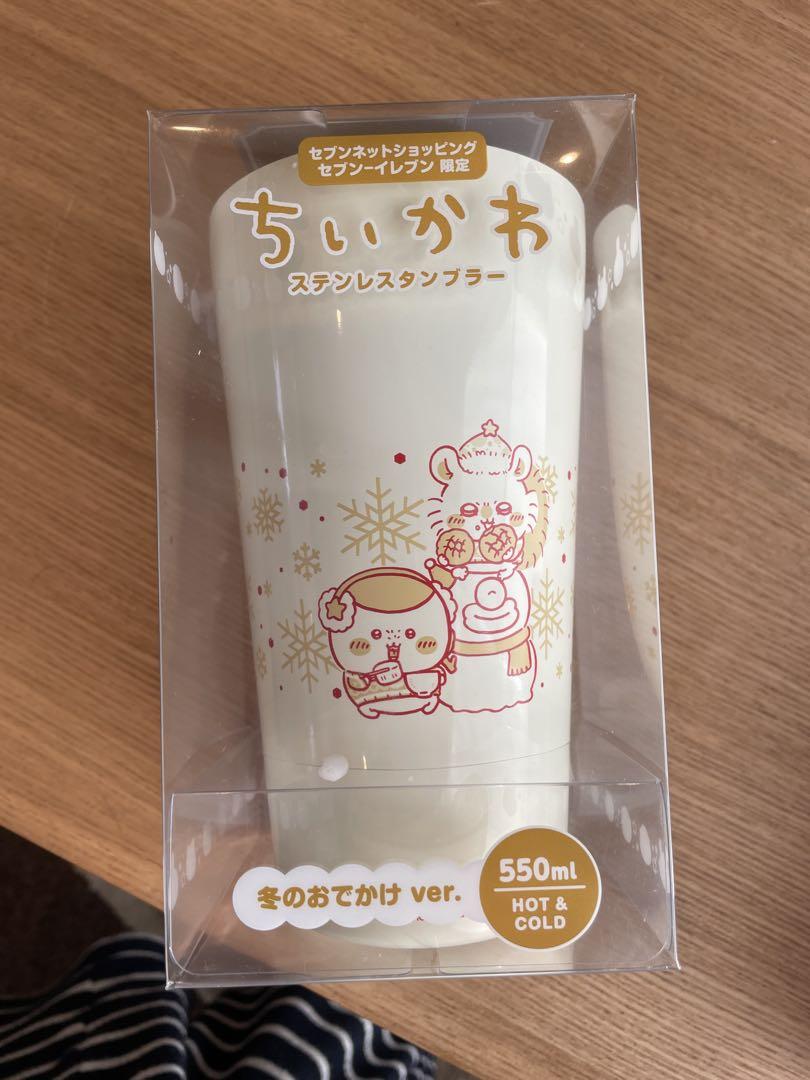 セブンネットショッピング
セブン-イレブン 限定
ちいかわ
ステンレスタンブラー
冬のおでかけ ver.
550ml
HOT &
COLD